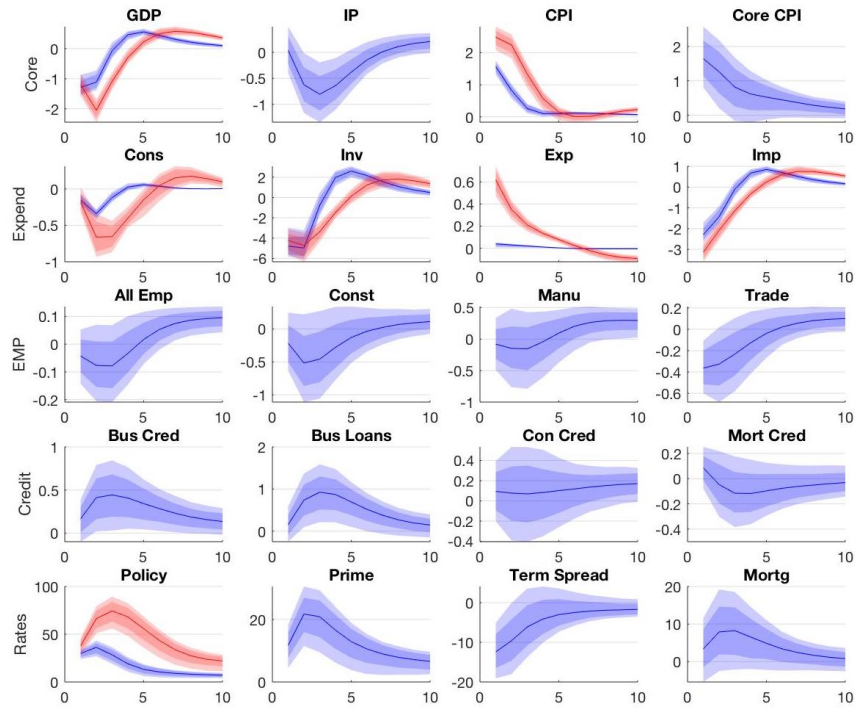 GDP IP CPI Core CPI
Core
0
-1
-2
0 5 10
0
-0.5
-1
0 5 10
2
1
0
0 5 10
2
1
0
0 5 10
Cons Inv Exp Imp
Expend
0
-0.5
-1
0 5 10
2
0
-2
-4
-6
0 5 10
0.6
0.4
0.2
0
0 5 10
1
0
-1
-2
-3
0 5 10
All Emp Const Manu Trade
EMP
0.1
0
-0.1
-0.2
0 5 10
0
-0.5
-1
0 5 10
0.5
0
-0.5
-1
0 5 10
0.2
0
-0.2
-0.4
-0.6
0 5 10
Bus Cred Bus Loans Con Cred Mort Cred
Credit
1
0.5
0
0 5 10
2
1
0
0 5 10
0.4
0.2
0
-0.2
-0.4
0 5 10
0.2
0
-0.2
-0.4
0 5 10
Policy Prime Term Spread Mortg
Rates
100
50
0
0 5 10
20
0
0 5 10
0
-10
-20
0 5 10
20
10
0
0 5 10